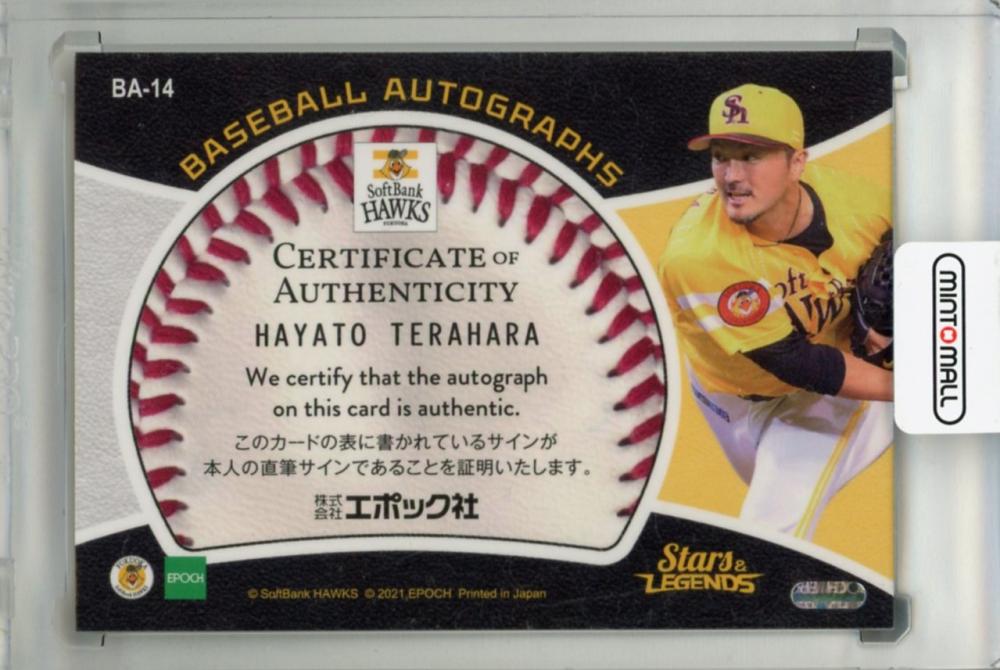 BA-14
BASEBALL AUTOGRAPHS
SoftBank
HAWKS
FUKUOKA
CERTIFICATE OF
AUTHENTICITY
HAYATO TERAHARA
We certify that the autograph
on this card is authentic.
このカードの表に書かれているサインが
本人の直筆サインであることを証明いたします。
株式会社エポック社
EPOCH
© SoftBank HAWKS © 2021 EPOCH Printed in Japan
Stars &
LEGENDS
MINT MALL
SH